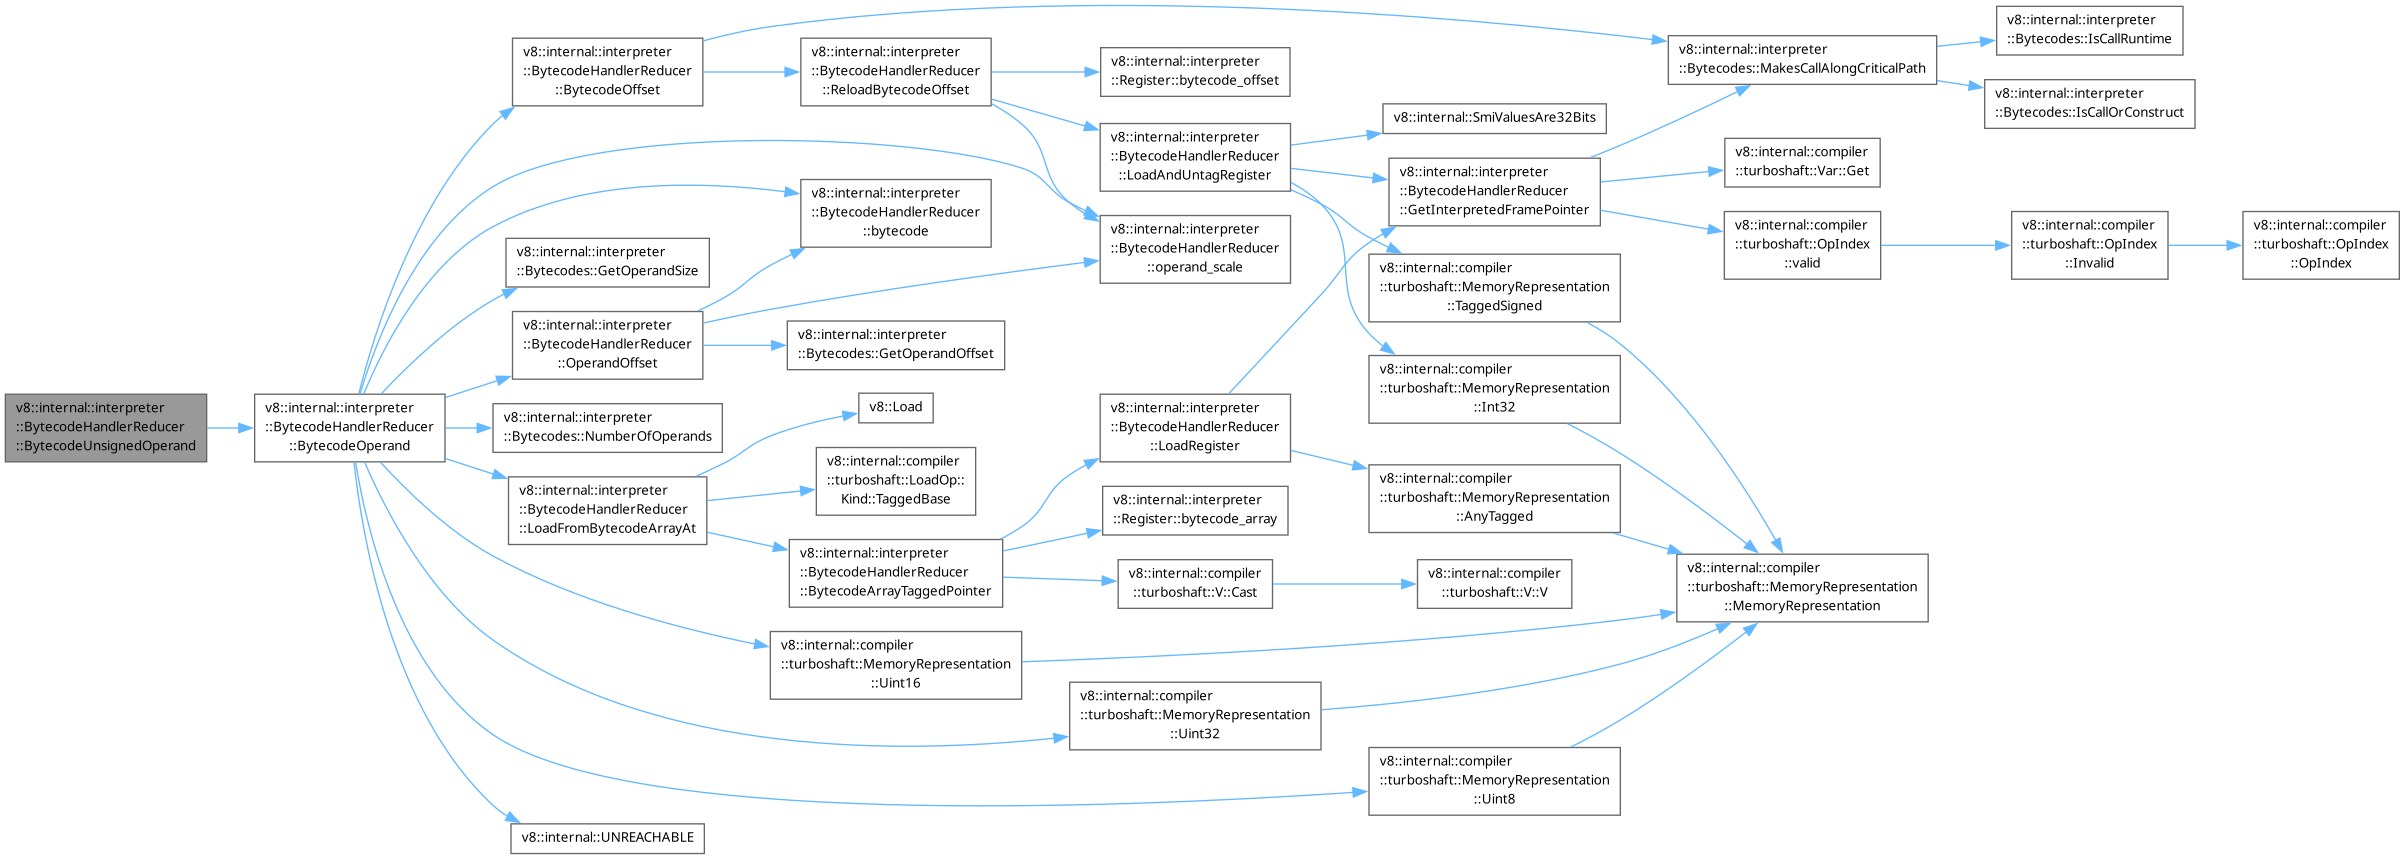 v8::internal::interpreter
::BytecodeHandlerReducer
::BytecodeUnsignedOperand
v8::internal::interpreter
::BytecodeHandlerReducer
::BytecodeOperand
v8::internal::interpreter
::BytecodeHandlerReducer
::BytecodeOffset
v8::internal::interpreter
::Bytecodes::GetOperandSize
v8::internal::interpreter
::BytecodeHandlerReducer
::OperandOffset
v8::internal::interpreter
::Bytecodes::NumberOfOperands
v8::internal::interpreter
::BytecodeHandlerReducer
::LoadFromBytecodeArrayAt
v8::internal::UNREACHABLE
v8::internal::interpreter
::BytecodeHandlerReducer
::ReloadBytecodeOffset
v8::internal::interpreter
::BytecodeHandlerReducer
::bytecode
v8::internal::interpreter
::Bytecodes::GetOperandOffset
v8::Load
v8::internal::compiler
::turboshaft::LoadOp::
Kind::TaggedBase
v8::internal::interpreter
::BytecodeHandlerReducer
::BytecodeArrayTaggedPointer
v8::internal::compiler
::turboshaft::MemoryRepresentation
::Uint16
v8::internal::interpreter
::Register::bytecode_offset
v8::internal::interpreter
::BytecodeHandlerReducer
::LoadAndUntagRegister
v8::internal::interpreter
::BytecodeHandlerReducer
::operand_scale
v8::internal::interpreter
::BytecodeHandlerReducer
::LoadRegister
v8::internal::interpreter
::Register::bytecode_array
v8::internal::compiler
::turboshaft::V::Cast
v8::internal::compiler
::turboshaft::MemoryRepresentation
::Uint32
v8::internal::SmiValuesAre32Bits
v8::internal::interpreter
::BytecodeHandlerReducer
::GetInterpretedFramePointer
v8::internal::compiler
::turboshaft::MemoryRepresentation
::TaggedSigned
v8::internal::compiler
::turboshaft::MemoryRepresentation
::Int32
v8::internal::compiler
::turboshaft::MemoryRepresentation
::AnyTagged
v8::internal::compiler
::turboshaft::V::V
v8::internal::compiler
::turboshaft::MemoryRepresentation
::Uint8
v8::internal::interpreter
::Bytecodes::MakesCallAlongCriticalPath
v8::internal::compiler
::turboshaft::Var::Get
v8::internal::compiler
::turboshaft::OpIndex
::valid
v8::internal::compiler
::turboshaft::MemoryRepresentation
::MemoryRepresentation
v8::internal::interpreter
::Bytecodes::IsCallRuntime
v8::internal::interpreter
::Bytecodes::IsCallOrConstruct
v8::internal::compiler
::turboshaft::OpIndex
::Invalid
v8::internal::compiler
::turboshaft::OpIndex
::OpIndex